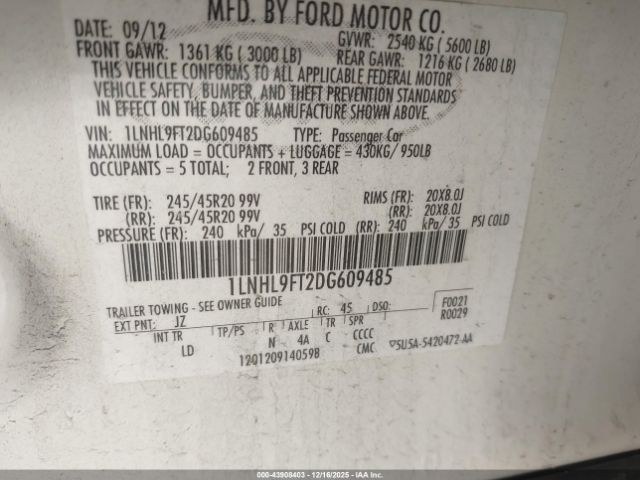 MFD. BY FORD MOTOR CO.
DATE: 09/12 GVWR: 2540 KG ( 5600 LB)
FRONT GAWR: 1361 KG ( 3000 LB) REAR GAWR: 1216 KG ( 2680 LB)
THIS VEHICLE CONFORMS TO ALL APPLICABLE FEDERAL MOTOR
VEHICLE SAFETY, BUMPER, AND THEFT PREVENTION STANDARDS
IN EFFECT ON THE DATE OF MANUFACTURE SHOWN ABOVE.
VIN: 1LNHL9FT2DG609485 TYPE: Passenger Car
MAXIMUM LOAD = OCCUPANTS + LUGGAGE = 430KG/ 950LB
OCCUPANTS = 5 TOTAL; 2 FRONT, 3 REAR
TIRE (FR): 245/45R20 99V RIMS (FR): 20X8.0J
(RR): 245/45R20 99V (RR): 20X8.0J
PRESSURE (FR): 240 kPa/ 35 PSI COLD (RR): 240 kPa/ 35 PSI COLD
1LNHL9FT2DG609485
TRAILER TOWING - SEE OWNER GUIDE
EXT PNT: JZ RC: 45 DSO: F0021
R0029
INT TR TP/PS R AXLE TR SPR
LD N 4A C CCCC
12Q1209140598 CMC 5U5A-5420472-AA
00-43908403 - 12/16/2025 - IAAI.com